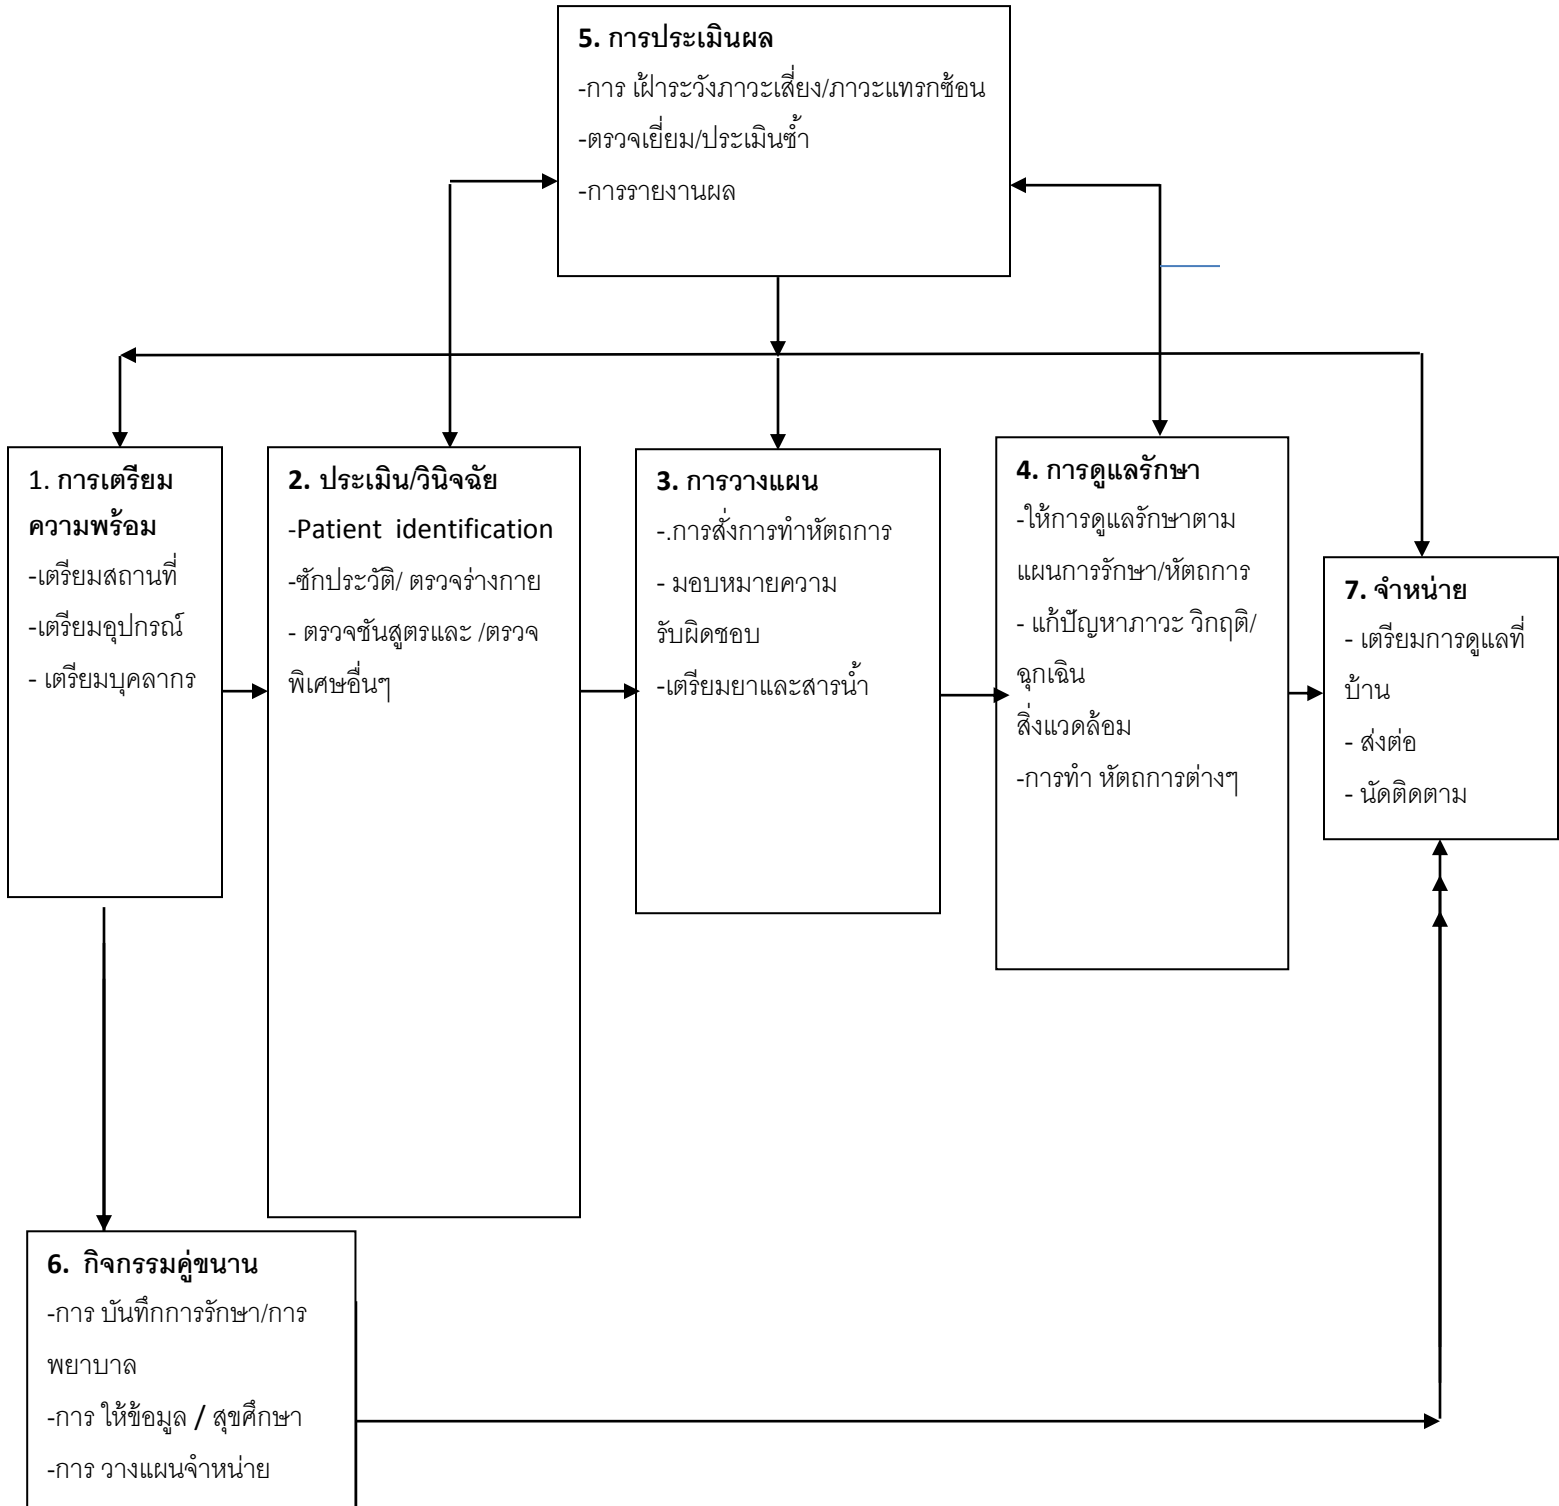 5. การประเมินผล
-การ เฝ้าระวังภาวะเสี่ยง/ภาวะแทรกซ้อน
-ตรวจเยี่ยม/ประเมินซ้ำ
-การรายงานผล
1. การเตรียม
ความพร้อม
-เตรียมสถานที่
-เตรียมอุปกรณ์
- เตรียมบุคลากร
2. ประเมิน/วินิจฉัย
-Patient identification
-ซักประวัติ/ ตรวจร่างกาย
- ตรวจชันสูตรและ /ตรวจ
พิเศษอื่นๆ
3. การวางแผน
-.การสั่งการทำหัตถการ
- มอบหมายความ
รับผิดชอบ
-เตรียมยาและสารน้ำ
4. การดูแลรักษา
-ให้การดูแลรักษาตาม
แผนการรักษา/หัตถการ
- แก้ปัญหาภาวะ วิกฤติ/
ฉุกเฉิน
สิ่งแวดล้อม
-การทำ หัตถการต่างๆ
7. จำหน่าย
- เตรียมการดูแลที่
บ้าน
- ส่งต่อ
- นัดติดตาม
6. กิจกรรมคู่ขนาน
-การ บันทึกการรักษา/การ
พยาบาล
-การ ให้ข้อมูล / สุขศึกษา
-การ วางแผนจำหน่าย